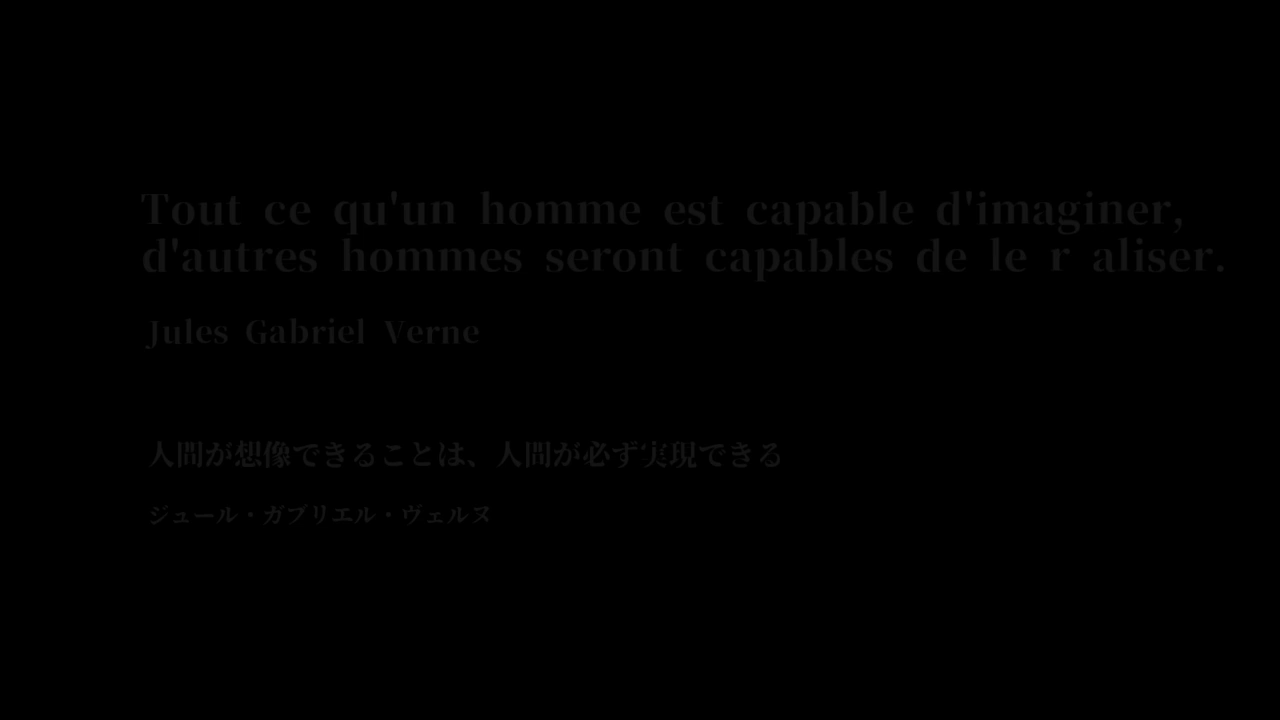 Tout ce qu'un homme est capable d'imaginer,
d'autres hommes seront capables de le r aliser.
Jules Gabriel Verne
人間が想像できることは、人間が必ず実現できる
ジュール・ガブリエル・ヴェルヌ